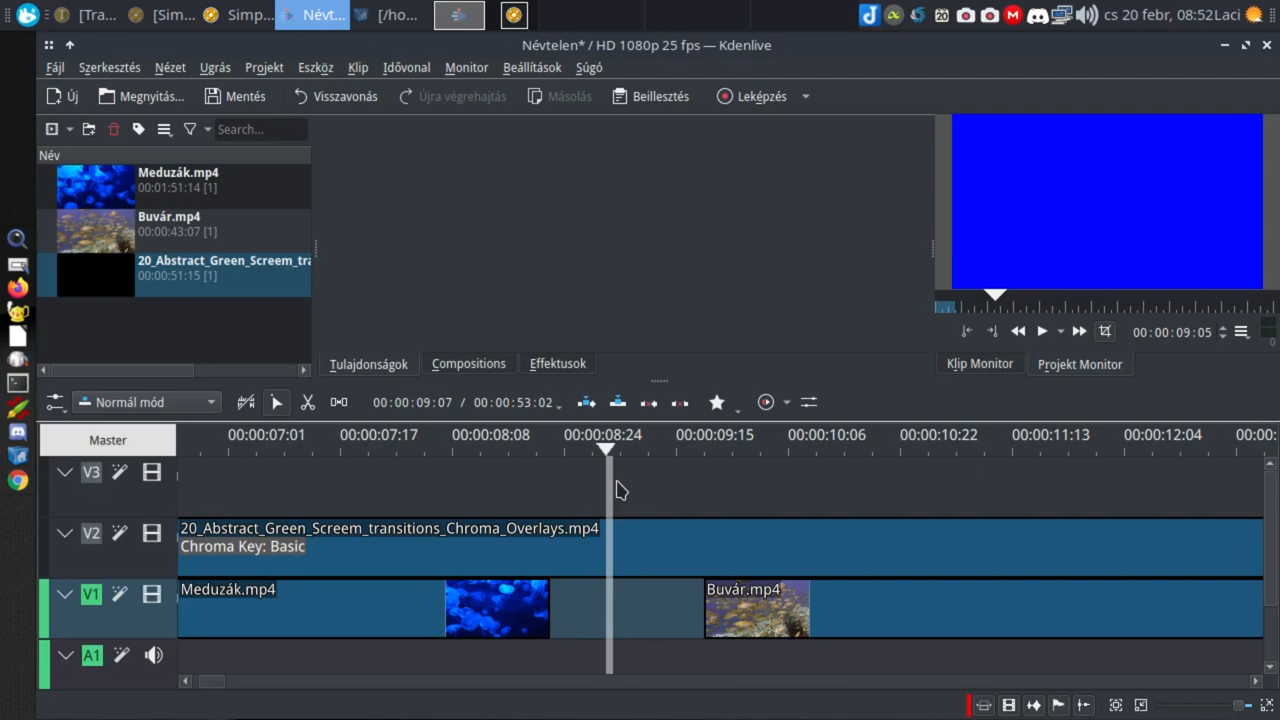 [Tra... [Sim... Simp... Névt... [/ho... 20 cs 20 febr, 08:52 Laci
Névtelen* / HD 1080p 25 fps — Kdenlive
Fájl Szerkesztés Nézet Ugrás Projekt Eszköz Klip Idővonal Monitor Beállítások Súgó
Új Megnyitás... Mentés Visszavonás Újra végrehajtás Másolás Beillesztés Leképzés
Search...
Név
Meduzák.mp4
00:01:51:14 [1]
Buvár.mp4
00:00:43:07 [1]
20_Abstract_Green_Screem_tra
00:00:51:15 [1]
00:00:09:05
0
Tulajdonságok Compositions Effektusok Klip Monitor Projekt Monitor
Normál mód 00:00:09:07 / 00:00:53:02
Master 00:00:07:01 00:00:07:17 00:00:08:08 00:00:08:24 00:00:09:15 00:00:10:06 00:00:10:22 00:00:11:13 00:00:12:04 00:00:
V3
V2 20_Abstract_Green_Screem_transitions_Chroma_Overlays.mp4
Chroma Key: Basic
V1 Meduzák.mp4 Buvár.mp4
A1